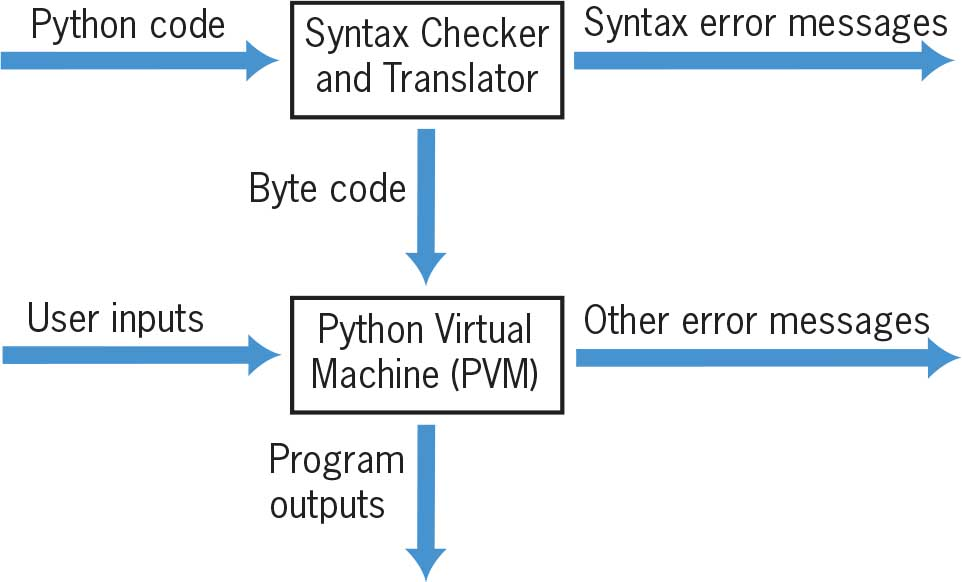 Python code
Syntax Checker
and Translator
Syntax error messages
Byte code
User inputs
Python Virtual
Machine (PVM)
Other error messages
Program
outputs